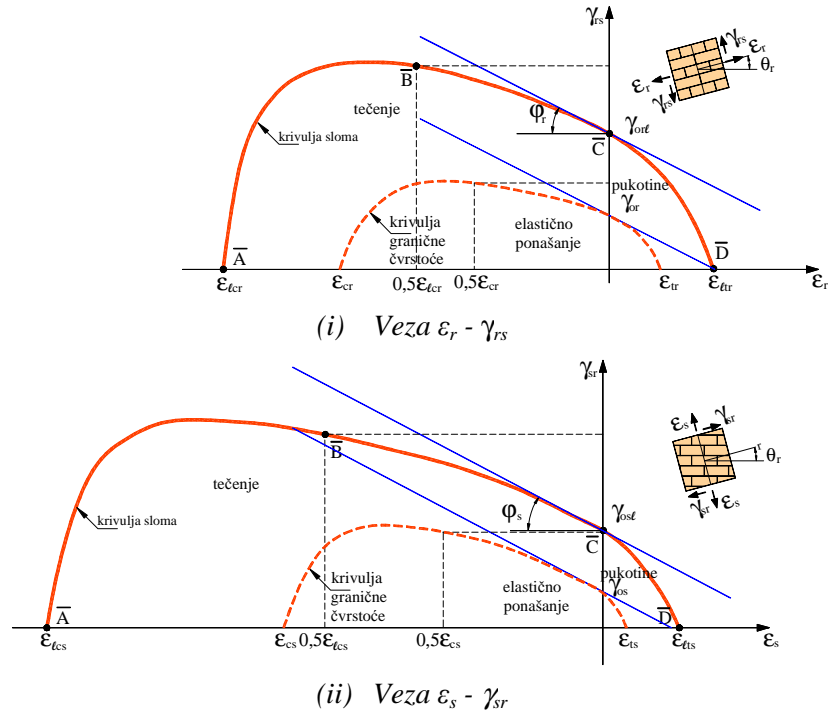 γrs
γrs
εr
θr
εr
γrs
B̅
tečenje
φr
γorℓ
C̅
krivulja sloma
pukotine
γor
krivulja
granične
čvrstoće
elastično
ponašanje
A̅
D̅
εℓcr
εcr
0,5εℓcr
0,5εcr
εtr
εℓtr
εr
(i) Veza εr - γrs
γsr
εs
γsr
r
θr
γsr
εs
B̅
tečenje
φs
γosℓ
C̅
krivulja sloma
pukotine
γos
krivulja
granične
čvrstoće
elastično
ponašanje
A̅
D̅
εℓcs
εcs
0,5εℓcs
0,5εcs
εts
εℓts
εs
(ii) Veza εs - γsr